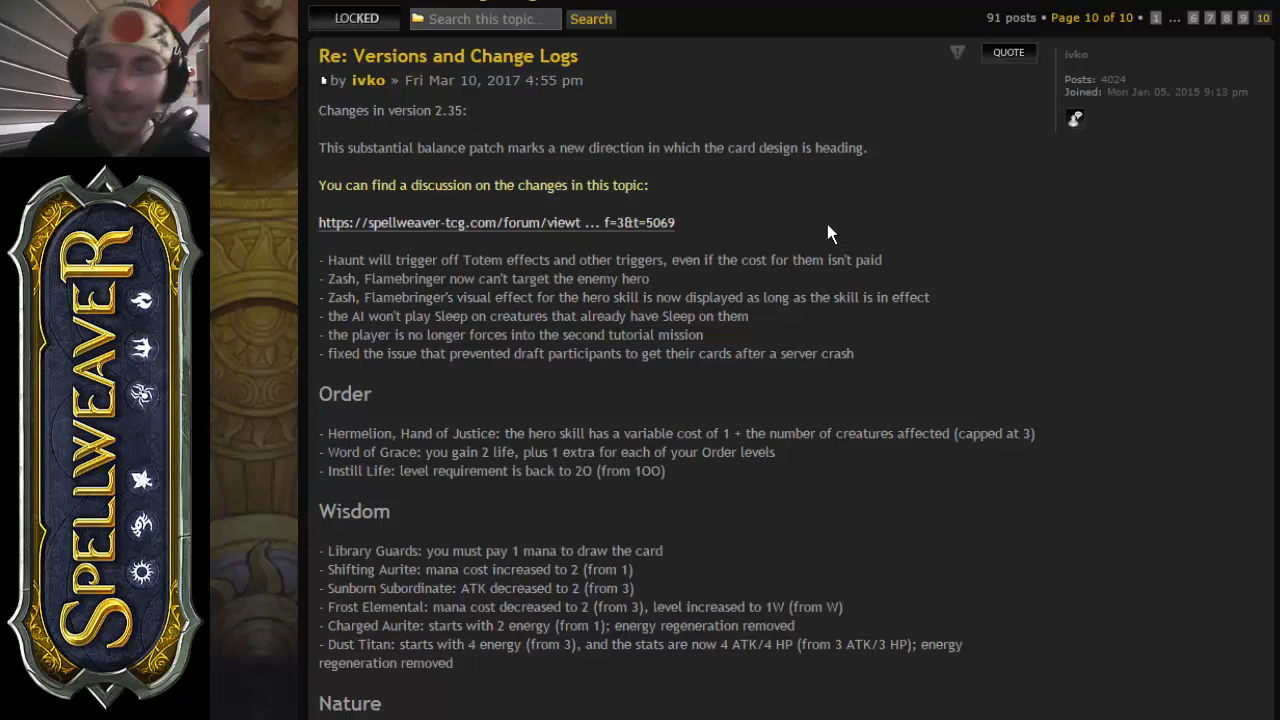 LOCKED
Search this topic...
Search
91 posts • Page 10 of 10 • 1 ... 6 7 8 9 10
Re: Versions and Change Logs
QUOTE
by ivko » Fri Mar 10, 2017 4:55 pm
ivko
Posts: 4024
Joined: Mon Jan 05, 2015 9:13 pm
Changes in version 2.35:
This substantial balance patch marks a new direction in which the card design is heading.
You can find a discussion on the changes in this topic:
https://spellweaver-tcg.com/forum/viewt ... f=3&t=5069
- Haunt will trigger off Totem effects and other triggers, even if the cost for them isn't paid
- Zash, Flamebringer now can't target the enemy hero
- Zash, Flamebringer's visual effect for the hero skill is now displayed as long as the skill is in effect
- the AI won't play Sleep on creatures that already have Sleep on them
- the player is no longer forces into the second tutorial mission
- fixed the issue that prevented draft participants to get their cards after a server crash
Order
- Hermelion, Hand of Justice: the hero skill has a variable cost of 1 + the number of creatures affected (capped at 3)
- Word of Grace: you gain 2 life, plus 1 extra for each of your Order levels
- Instill Life: level requirement is back to 2O (from 1OO)
Wisdom
- Library Guards: you must pay 1 mana to draw the card
- Shifting Aurite: mana cost increased to 2 (from 1)
- Sunborn Subordinate: ATK decreased to 2 (from 3)
- Frost Elemental: mana cost decreased to 2 (from 3), level increased to 1W (from W)
- Charged Aurite: starts with 2 energy (from 1); energy regeneration removed
- Dust Titan: starts with 4 energy (from 3), and the stats are now 4 ATK/4 HP (from 3 ATK/3 HP); energy
regeneration removed
Nature
SPELLWEAVER